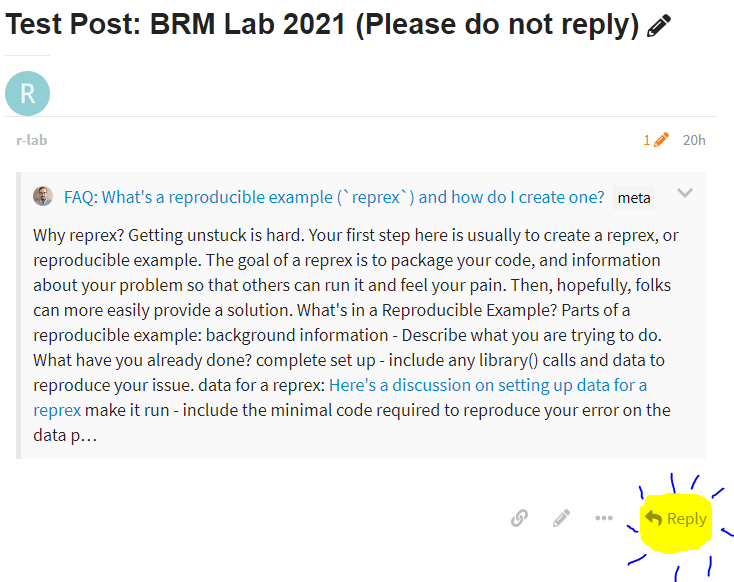 Test Post: BRM Lab 2021 (Please do not reply)
R
r-lab
1
20h
FAQ: What's a reproducible example (`reprex`) and how do I create one? meta
Why reprex? Getting unstuck is hard. Your first step here is usually to create a reprex, or
reproducible example. The goal of a reprex is to package your code, and information
about your problem so that others can run it and feel your pain. Then, hopefully, folks
can more easily provide a solution. What's in a Reproducible Example? Parts of a
reproducible example: background information - Describe what you are trying to do.
What have you already done? complete set up - include any library() calls and data to
reproduce your issue. data for a reprex: Here's a discussion on setting up data for a
reprex make it run - include the minimal code required to reproduce your error on the
data p…
Reply